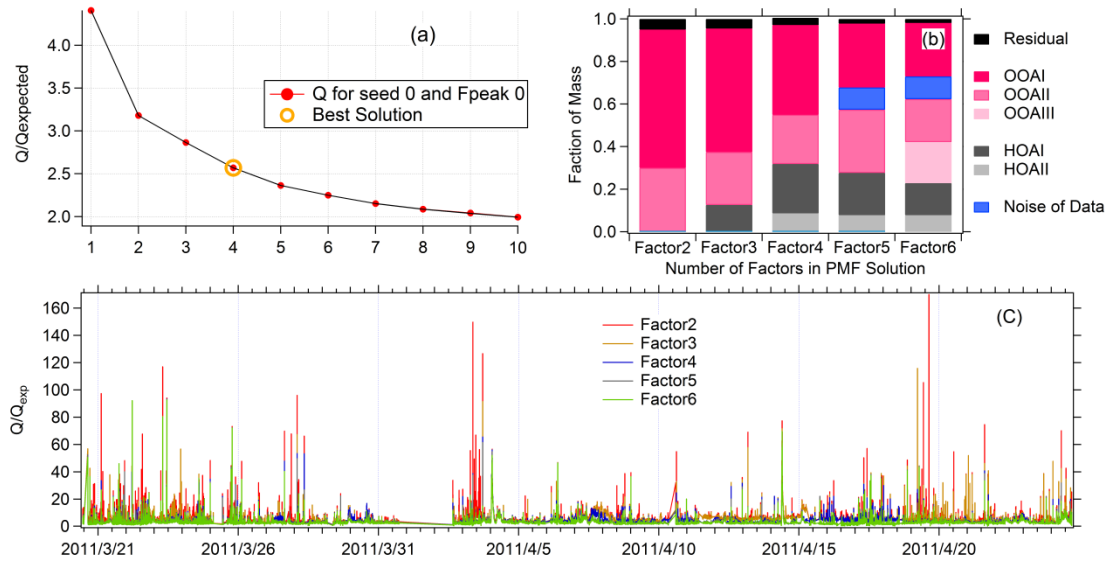 (a)
4.0
3.5
3.0
2.5
2.0
Q/Qexpected
Q for seed 0 and Fpeak 0
Best Solution
1 2 3 4 5 6 7 8 9 10
(b)
1.0
0.8
0.6
0.4
0.2
0.0
Faction of Mass
Factor2 Factor3 Factor4 Factor5 Factor6
Number of Factors in PMF Solution
Residual
OOAI
OOAII
OOAIII
HOAI
HOAII
Noise of Data
(C)
160
140
120
100
80
60
40
20
0
Q/Qexp
Factor2
Factor3
Factor4
Factor5
Factor6
2011/3/21 2011/3/26 2011/3/31 2011/4/5 2011/4/10 2011/4/15 2011/4/20